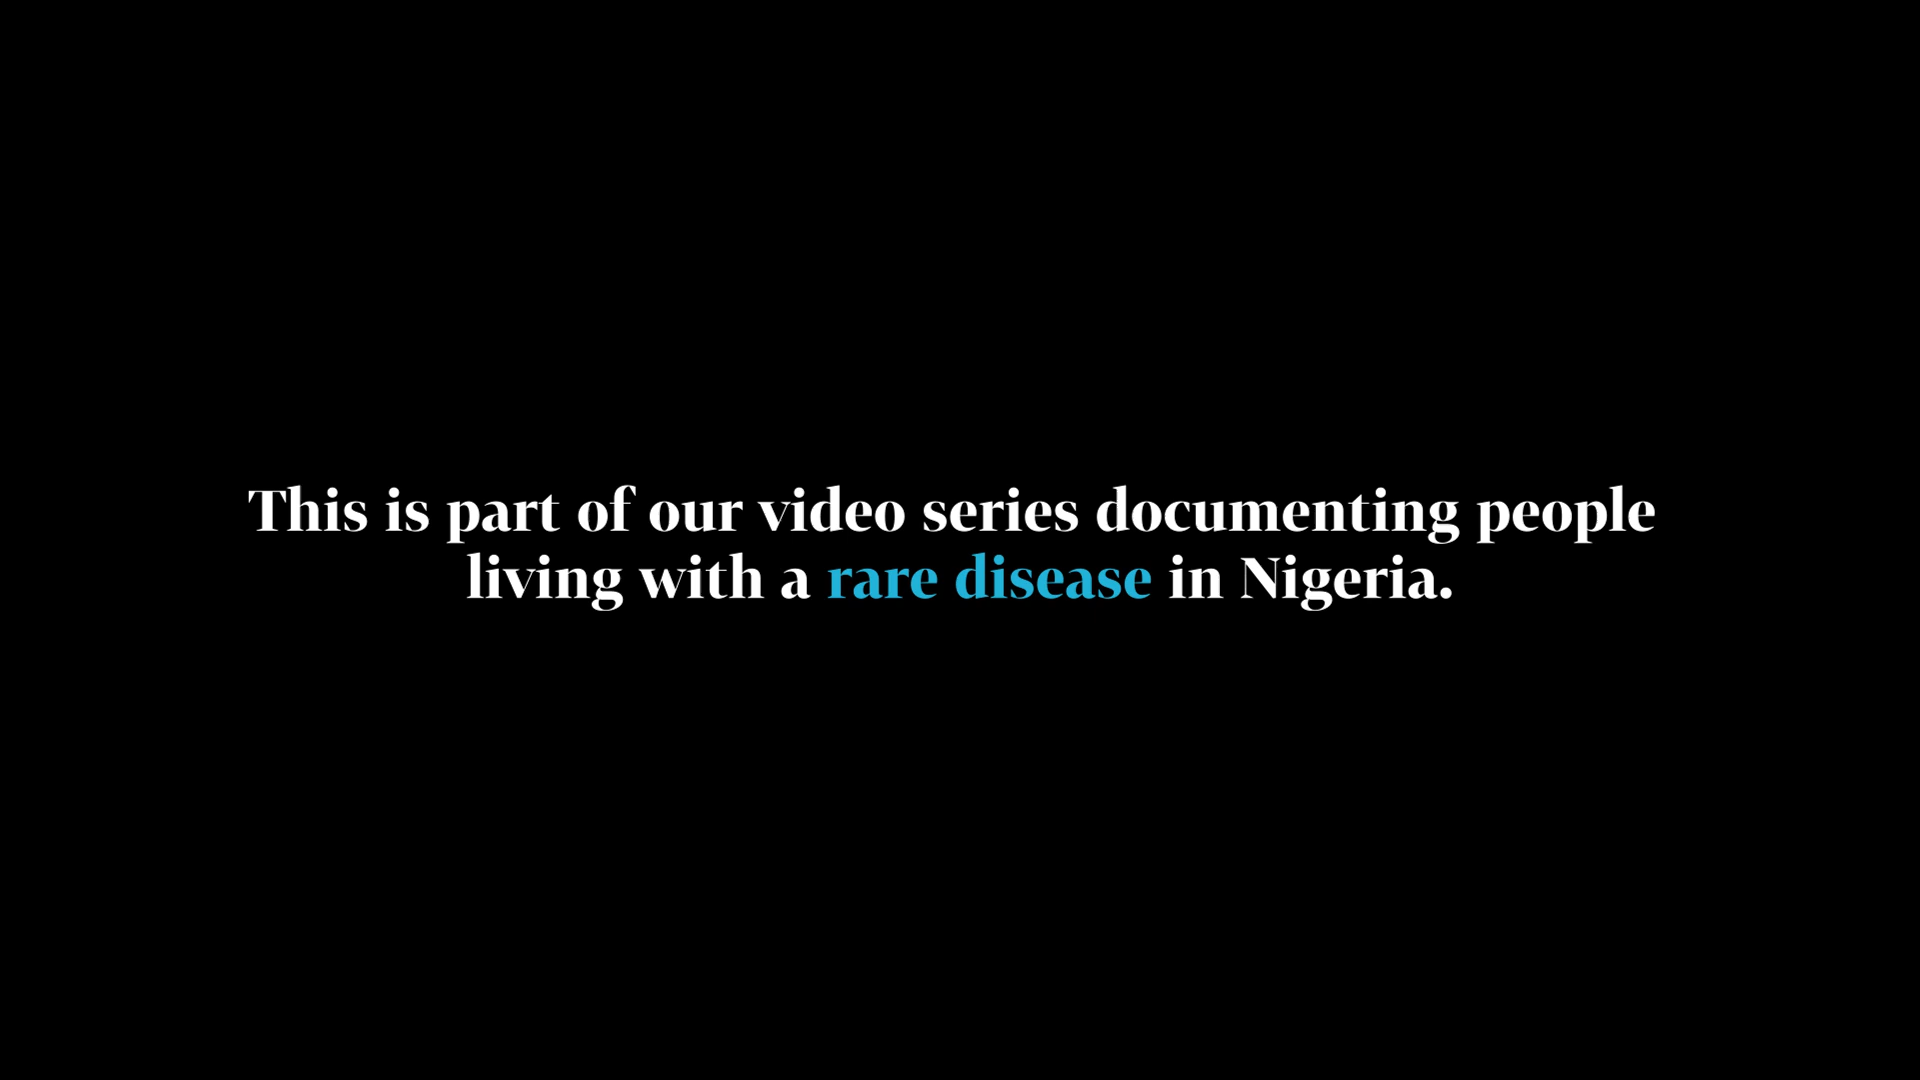 This is part of our video series documenting people
living with a rare disease in Nigeria.